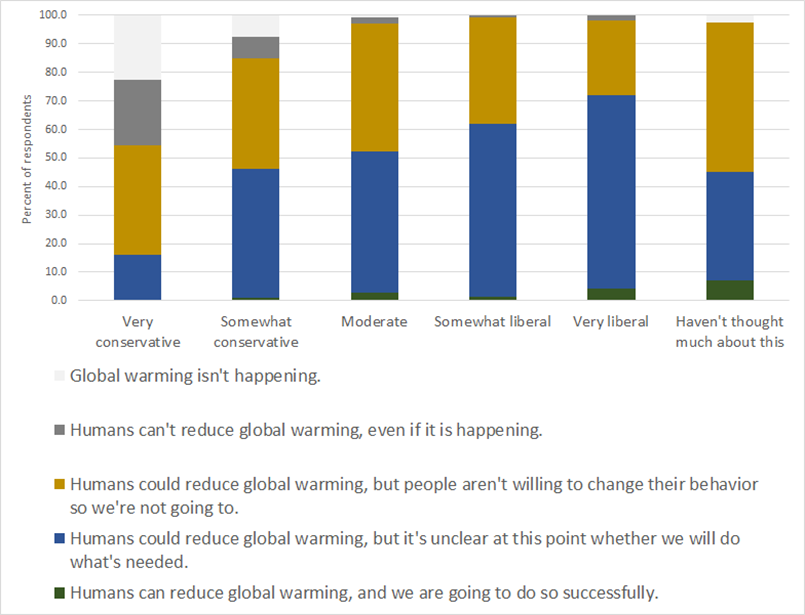 100.0
90.0
80.0
70.0
60.0
50.0
40.0
30.0
20.0
10.0
0.0
Percent of respondents
Very
conservative
Somewhat
conservative
Moderate
Somewhat liberal
Very liberal
Haven't thought
much about this
Global warming isn't happening.
Humans can't reduce global warming, even if it is happening.
Humans could reduce global warming, but people aren't willing to change their behavior
so we're not going to.
Humans could reduce global warming, but it's unclear at this point whether we will do
what's needed.
Humans can reduce global warming, and we are going to do so successfully.